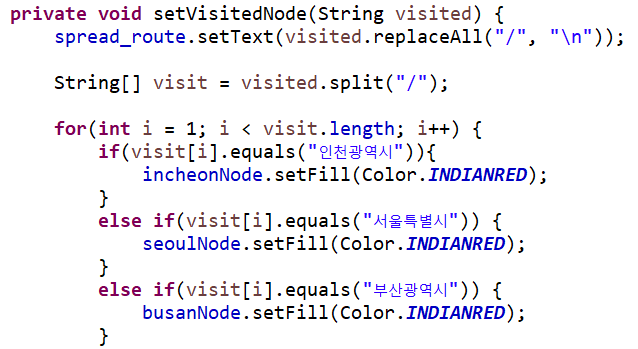 private void setVisitedNode(String visited) {
    spread_route.setText(visited.replaceAll("/", "\n"));
    String[] visit = visited.split("/");
    for(int i = 1; i < visit.length; i++) {
        if(visit[i].equals("인천광역시")){
            incheonNode.setFill(Color.INDIANRED);
        }
        else if(visit[i].equals("서울특별시")) {
            seoulNode.setFill(Color.INDIANRED);
        }
        else if(visit[i].equals("부산광역시")) {
            busanNode.setFill(Color.INDIANRED);
        }